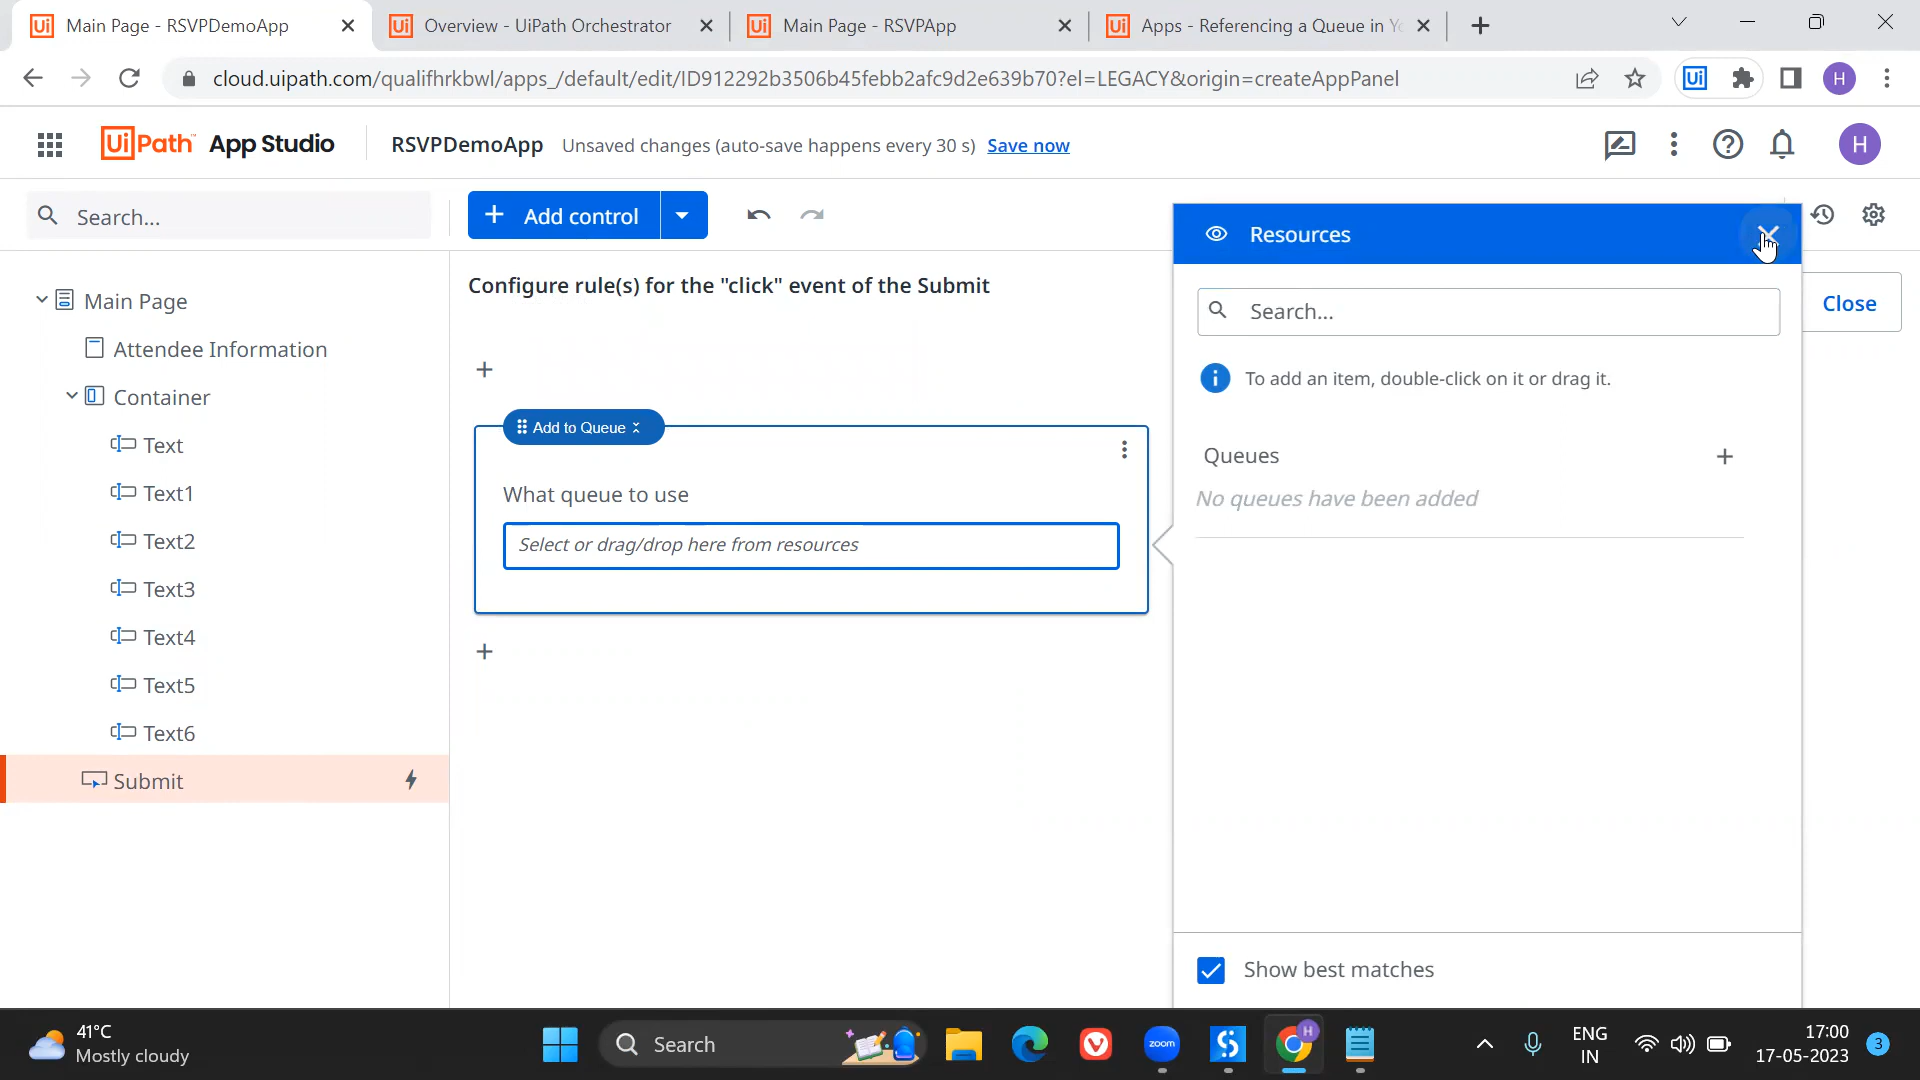 Main Page - RSVPDemoApp
Overview - UiPath Orchestrator
Main Page - RSVPApp
Apps - Referencing a Queue in Yo
cloud.uipath.com/qualifhrkbwl/apps_/default/edit/ID912292b3506b45febb2afc9d2e639b70?el=LEGACY&origin=createAppPanel
Ui
H
UiPath™ App Studio
RSVPDemoApp
Unsaved changes (auto-save happens every 30 s)
Save now
H
Search...
Add control
Resources
Configure rule(s) for the "click" event of the Submit
Close
Search...
To add an item, double-click on it or drag it.
Main Page
Attendee Information
Container
Text
Text1
Text2
Text3
Text4
Text5
Text6
Submit
Add to Queue
What queue to use
Select or drag/drop here from resources
Queues
No queues have been added
Show best matches
41°C
Mostly cloudy
Search
zoom
H
ENG
IN
17:00
17-05-2023
3